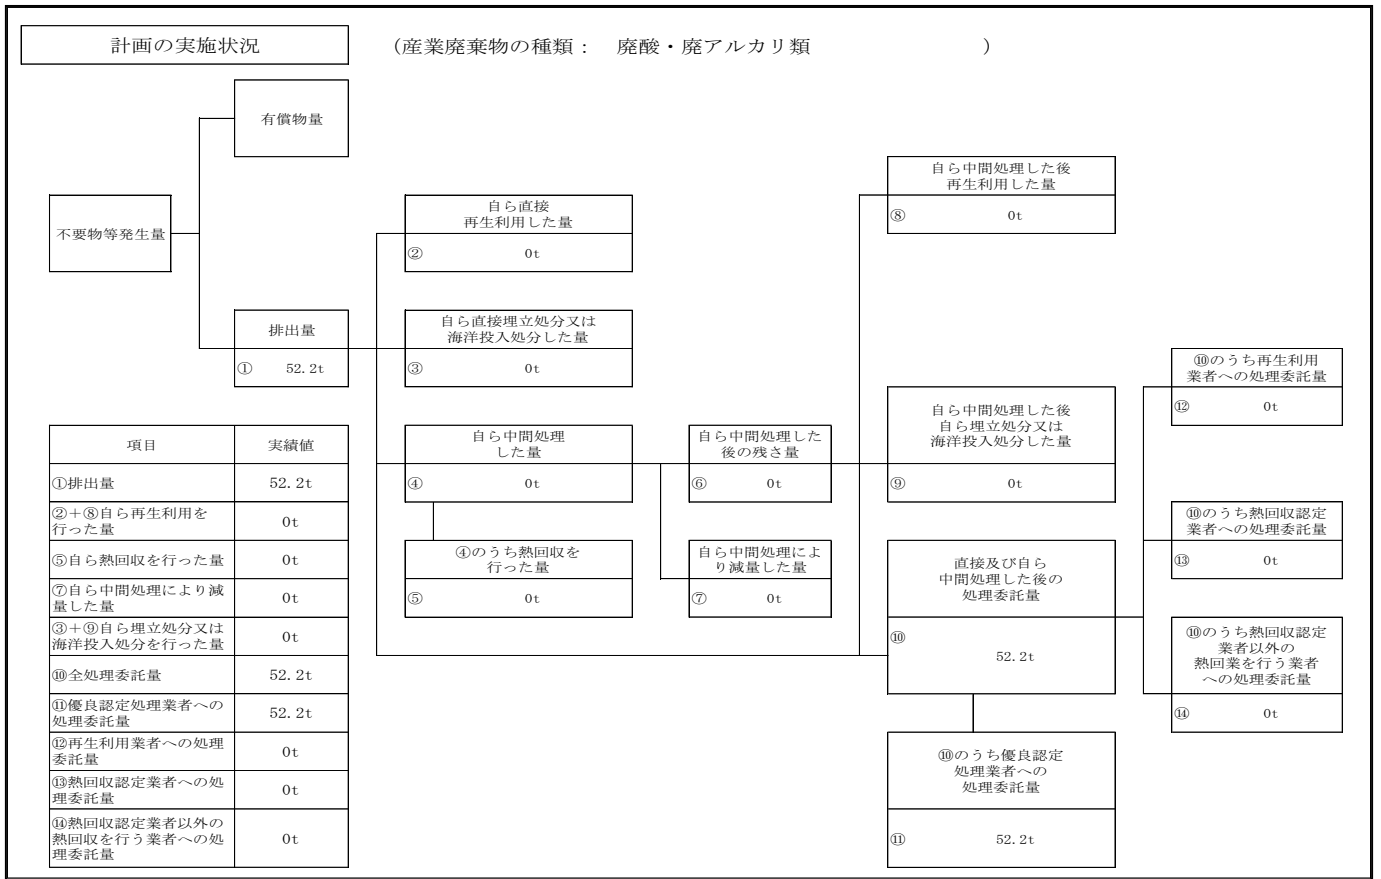 計画の実施状況
（産業廃棄物の種類： 廃酸・廃アルカリ類 ）
有償物量
不要物等発生量
排出量
① 52.2t
自ら直接
再生利用した量
② 0t
自ら直接埋立処分又は
海洋投入処分した量
③ 0t
自ら中間処理
した量
④ 0t
④のうち熱回収を
行った量
⑤ 0t
自ら中間処理した
後の残さ量
⑥ 0t
自ら中間処理によ
り減量した量
⑦ 0t
自ら中間処理した後
再生利用した量
⑧ 0t
自ら中間処理した後
自ら埋立処分又は
海洋投入処分した量
⑨ 0t
直接及び自ら
中間処理した後の
処理委託量
⑩
52.2t
⑩のうち優良認定
処理業者への
処理委託量
⑪ 52.2t
⑩のうち再生利用
業者への処理委託量
⑫ 0t
⑩のうち熱回収認定
業者への処理委託量
⑬ 0t
⑩のうち熱回収認定
業者以外の
熱回業を行う業者
への処理委託量
⑭ 0t
項目 実績値
①排出量 52.2t
②＋⑧自ら再生利用を
行った量 0t
⑤自ら熱回収を行った量 0t
⑦自ら中間処理により減
量した量 0t
③＋⑨自ら埋立処分又は
海洋投入処分を行った量 0t
⑩全処理委託量 52.2t
⑪優良認定処理業者への
処理委託量 52.2t
⑫再生利用業者への処理
委託量 0t
⑬熱回収認定業者への処
理委託量 0t
⑭熱回収認定業者以外の
熱回収を行う業者への処
理委託量 0t